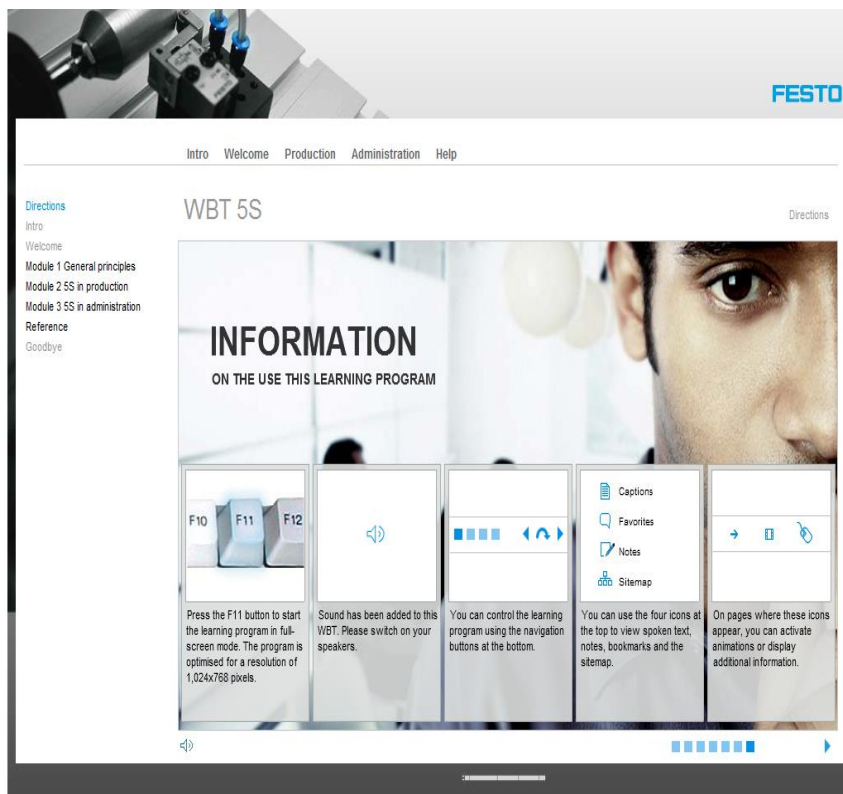 FESTO
Intro Welcome Production Administration Help
Directions
Intro
Welcome
Module 1 General principles
Module 2 5S in production
Module 3 5S in administration
Reference
Goodbye
WBT 5S
Directions
INFORMATION
ON THE USE THIS LEARNING PROGRAM
F10 F11 F12
Press the F11 button to start
the learning program in full-
screen mode. The program is
optimised for a resolution of
1,024x768 pixels.
Sound has been added to this
WBT. Please switch on your
speakers.
You can control the learning
program using the navigation
buttons at the bottom.
Captions
Favorites
Notes
Sitemap
You can use the four icons at
the top to view spoken text,
notes, bookmarks and the
sitemap.
On pages where these icons
appear, you can activate
animations or display
additional information.